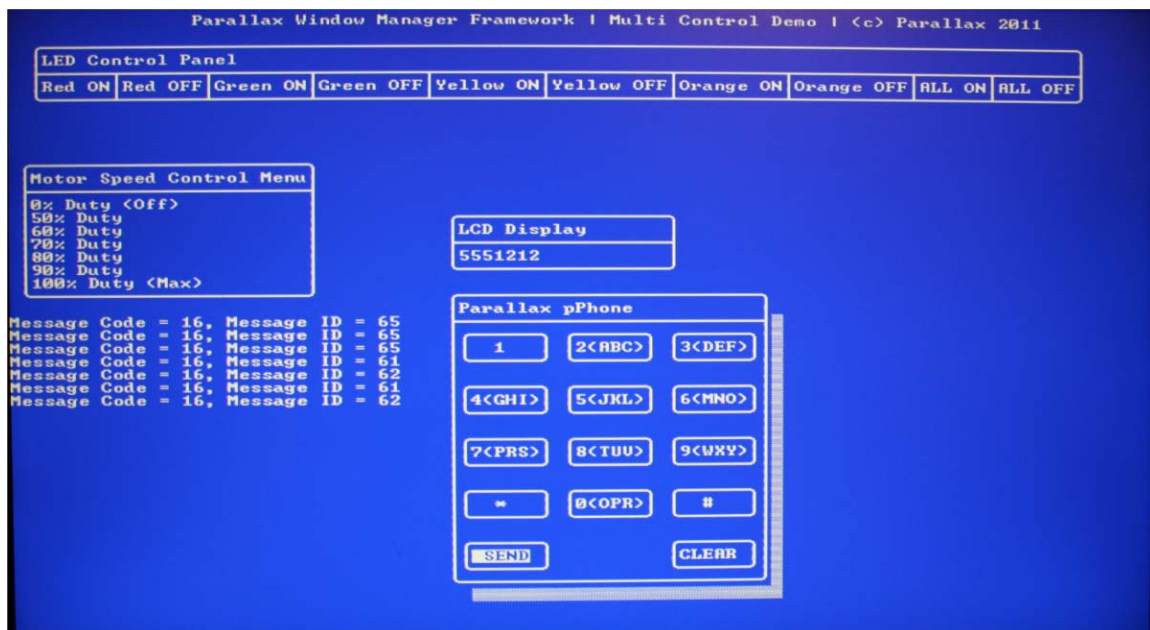 Parallax Window Manager Framework | Multi Control Demo | <c> Parallax 2011
LED Control Panel
Red ON Red OFF Green ON Green OFF Yellow ON Yellow OFF Orange ON Orange OFF ALL ON ALL OFF
Motor Speed Control Menu
0% Duty <Off>
50% Duty
60% Duty
70% Duty
80% Duty
90% Duty
100% Duty <Max>
Message Code = 16, Message ID = 65
Message Code = 16, Message ID = 65
Message Code = 16, Message ID = 65
Message Code = 16, Message ID = 61
Message Code = 16, Message ID = 62
Message Code = 16, Message ID = 61
Message Code = 16, Message ID = 62
LCD Display
5551212
Parallax pPhone
1 2<ABC> 3<DEF>
4<GHI> 5<JKL> 6<MNO>
7<PRS> 8<TUV> 9<WXY>
* 0<OPR> #
SEND CLEAR